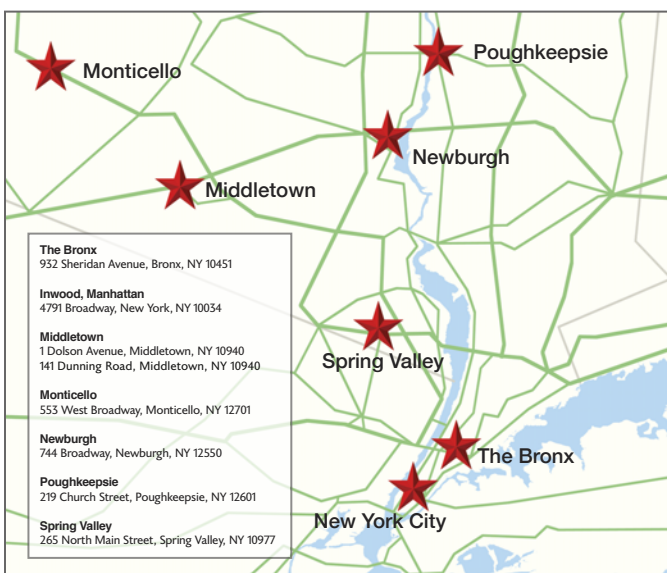 Poughkeepsie
Monticello
Newburgh
Middletown
The Bronx
932 Sheridan Avenue, Bronx, NY 10451
Inwood, Manhattan
4791 Broadway, New York, NY 10034
Middletown
1 Dolson Avenue, Middletown, NY 10940
141 Dunning Road, Middletown, NY 10940
Monticello
553 West Broadway, Monticello, NY 12701
Newburgh
744 Broadway, Newburgh, NY 12550
Poughkeepsie
219 Church Street, Poughkeepsie, NY 12601
Spring Valley
265 North Main Street, Spring Valley, NY 10977
Spring Valley
The Bronx
New York City